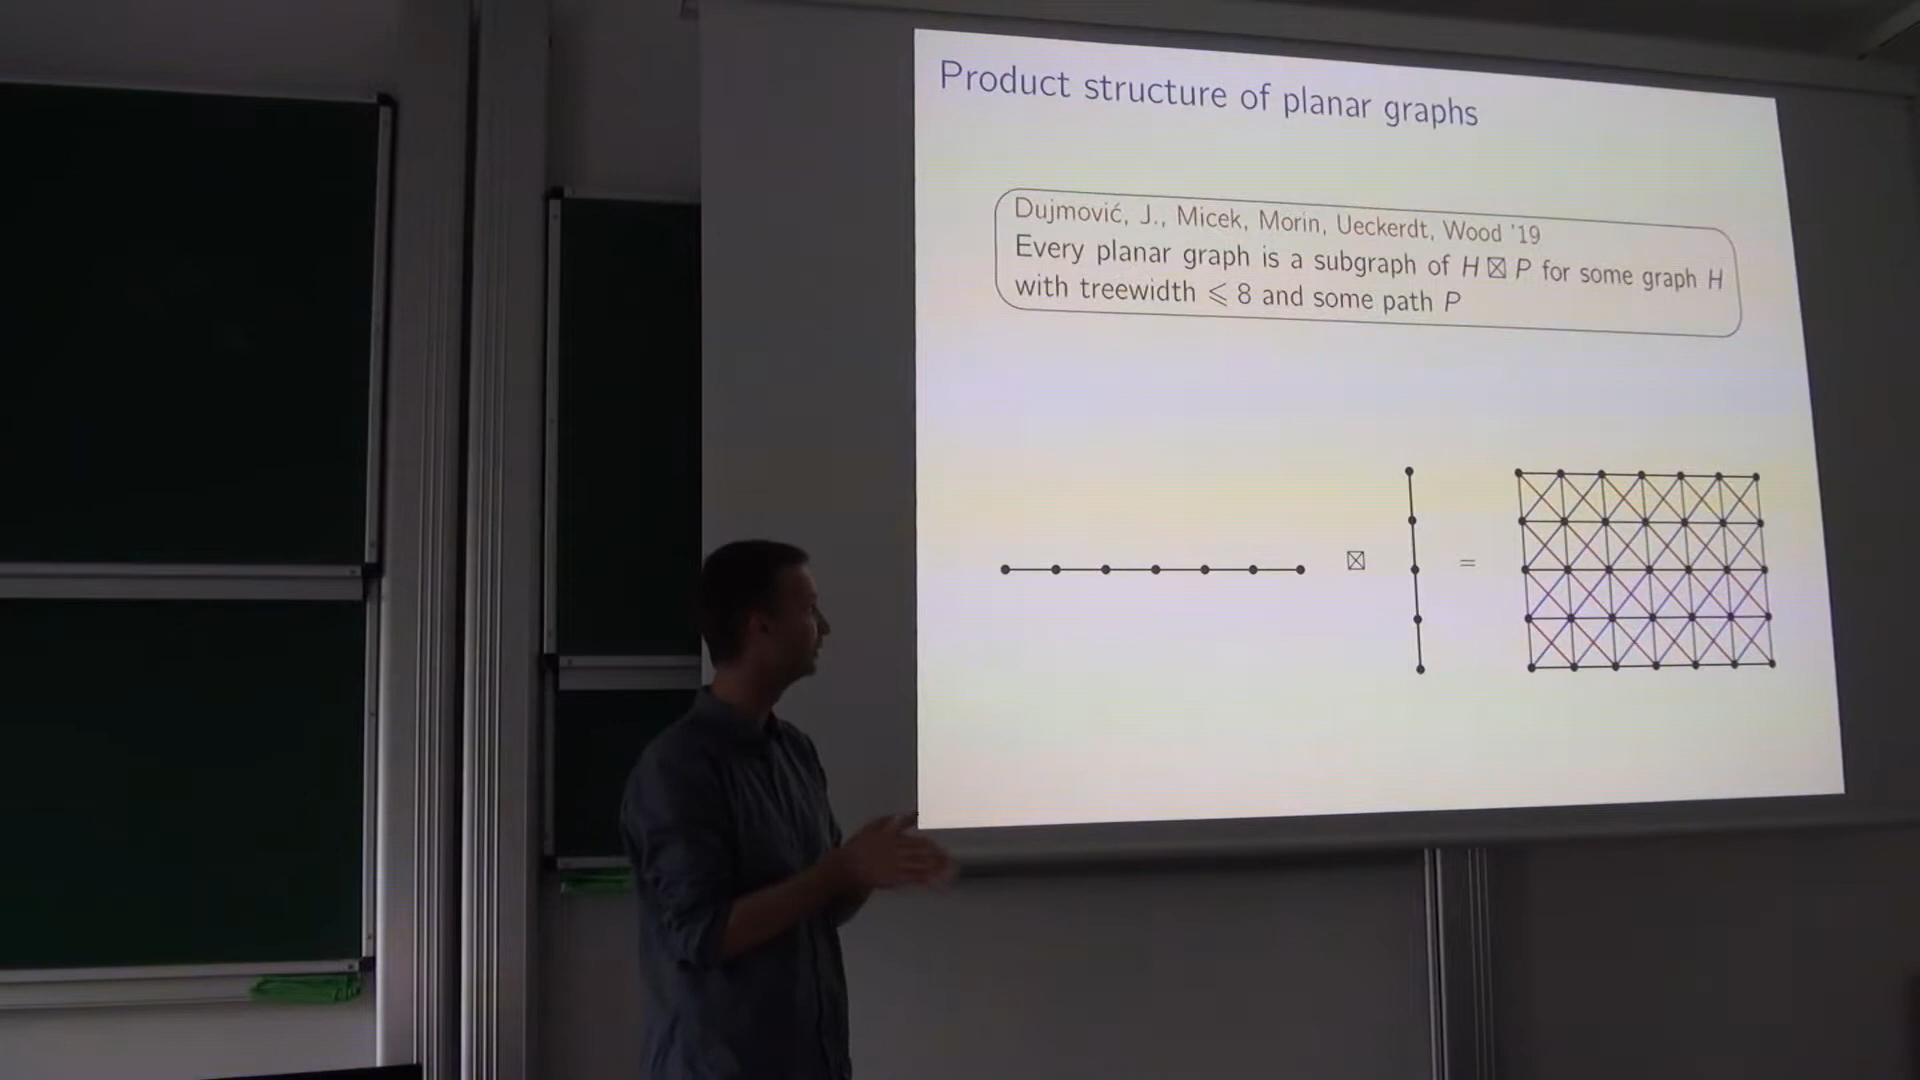 Product structure of planar graphs
Dujmović, J., Micek, Morin, Ueckerdt, Wood '19
Every planar graph is a subgraph of H ⊠ P for some graph H
with treewidth ⩽ 8 and some path P
⊠ =